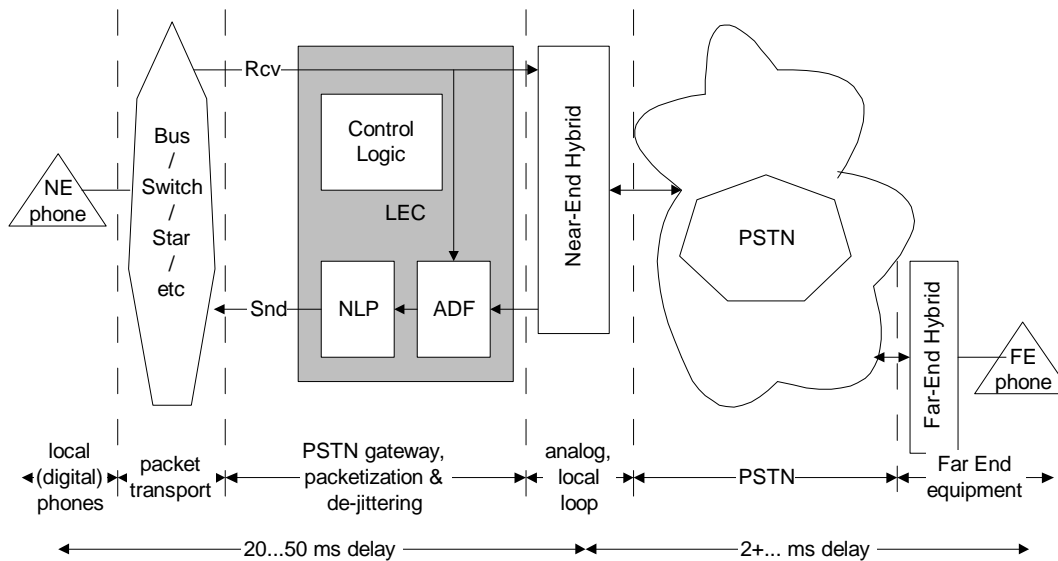 Rcv
Control
Logic
LEC
NLP
ADF
Snd
Bus
/
Switch
/
Star
/
etc
NE
phone
Near-End Hybrid
PSTN
Far-End Hybrid
FE
phone
local
(digital)
phones
packet
transport
PSTN gateway,
packetization &
de-jittering
analog,
local
loop
PSTN
Far End
equipment
20...50 ms delay
2+... ms delay